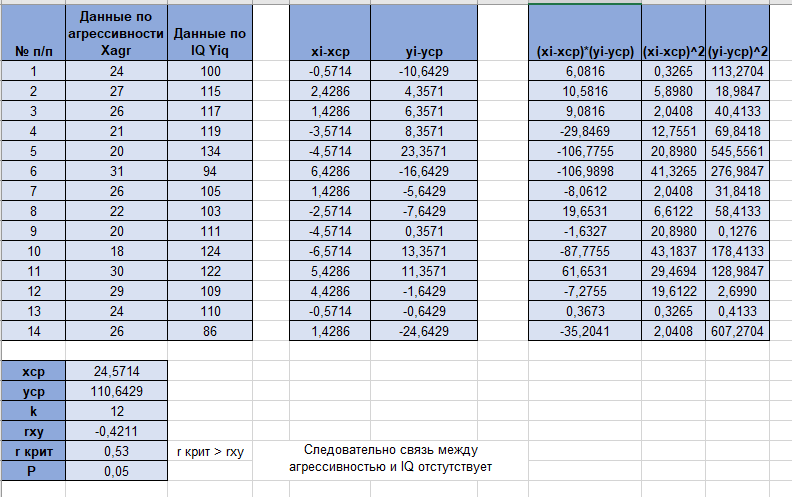 № п/п Данные по агрессивности Xagr Данные по IQ Yiq xi-xcp yi-ycp (xi-xcp)*(yi-ycp) (xi-xcp)^2 (yi-ycp)^2
1 24 100 -0,5714 -10,6429 6,0816 0,3265 113,2704
2 27 115 2,4286 4,3571 10,5816 5,8980 18,9847
3 26 117 1,4286 6,3571 9,0816 2,0408 40,4133
4 21 119 -3,5714 8,3571 -29,8469 12,7551 69,8418
5 20 134 -4,5714 23,3571 -106,7755 20,8980 545,5561
6 31 94 6,4286 -16,6429 -106,9898 41,3265 276,9847
7 26 105 1,4286 -5,6429 -8,0612 2,0408 31,8418
8 22 103 -2,5714 -7,6429 19,6531 6,6122 58,4133
9 20 111 -4,5714 0,3571 -1,6327 20,8980 0,1276
10 18 124 -6,5714 13,3571 -87,7755 43,1837 178,4133
11 30 122 5,4286 11,3571 61,6531 29,4694 128,9847
12 29 109 4,4286 -1,6429 -7,2755 19,6122 2,6990
13 24 110 -0,5714 -0,6429 0,3673 0,3265 0,4133
14 26 86 1,4286 -24,6429 -35,2041 2,0408 607,2704
хср 24,5714
уср 110,6429
k 12
rxy -0,4211
r крит 0,53 r крит > rxy Следовательно связь между
P 0,05 агрессивностью и IQ отстутствует